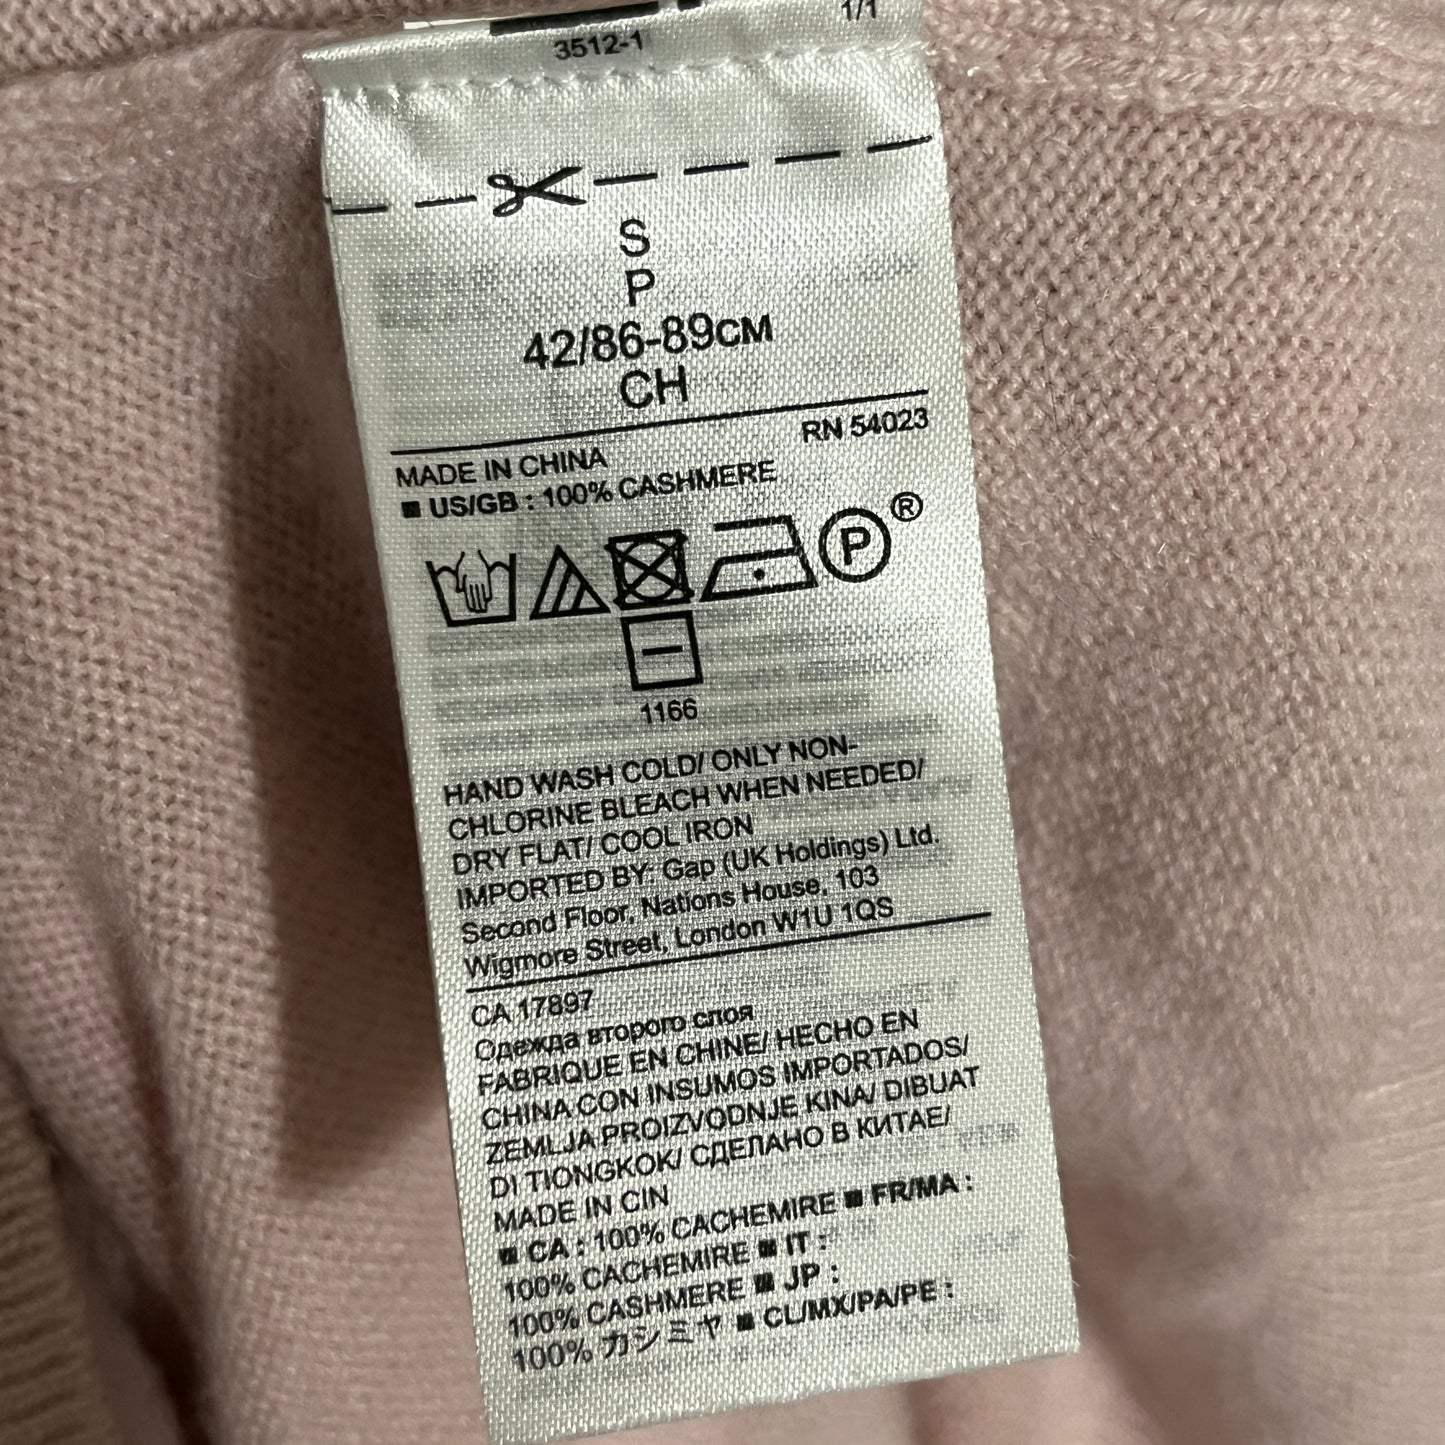 3512-1
1/1
S
P
42/86-89CM
CH
RN 54023
MADE IN CHINA
■ US/GB : 100% CASHMERE
P ®
1166
HAND WASH COLD/ ONLY NON-
CHLORINE BLEACH WHEN NEEDED/
DRY FLAT/ COOL IRON
IMPORTED BY: Gap (UK Holdings) Ltd.
Second Floor, Nations House, 103
Wigmore Street, London W1U 1QS
CA 17897
Одежда второго слоя
FABRIQUE EN CHINE/ HECHO EN
CHINA CON INSUMOS IMPORTADOS/
ZEMLJA PROIZVODNJE KINA/ DIBUAT
DI TIONGKOK/ СДЕЛАНО В КИТАЕ/
MADE IN CIN
■ CA : 100% CACHEMIRE ■ FR/MA :
100% CACHEMIRE ■ IT :
100% CASHMERE ■ JP :
100% カシミヤ ■ CL/MX/PA/PE :